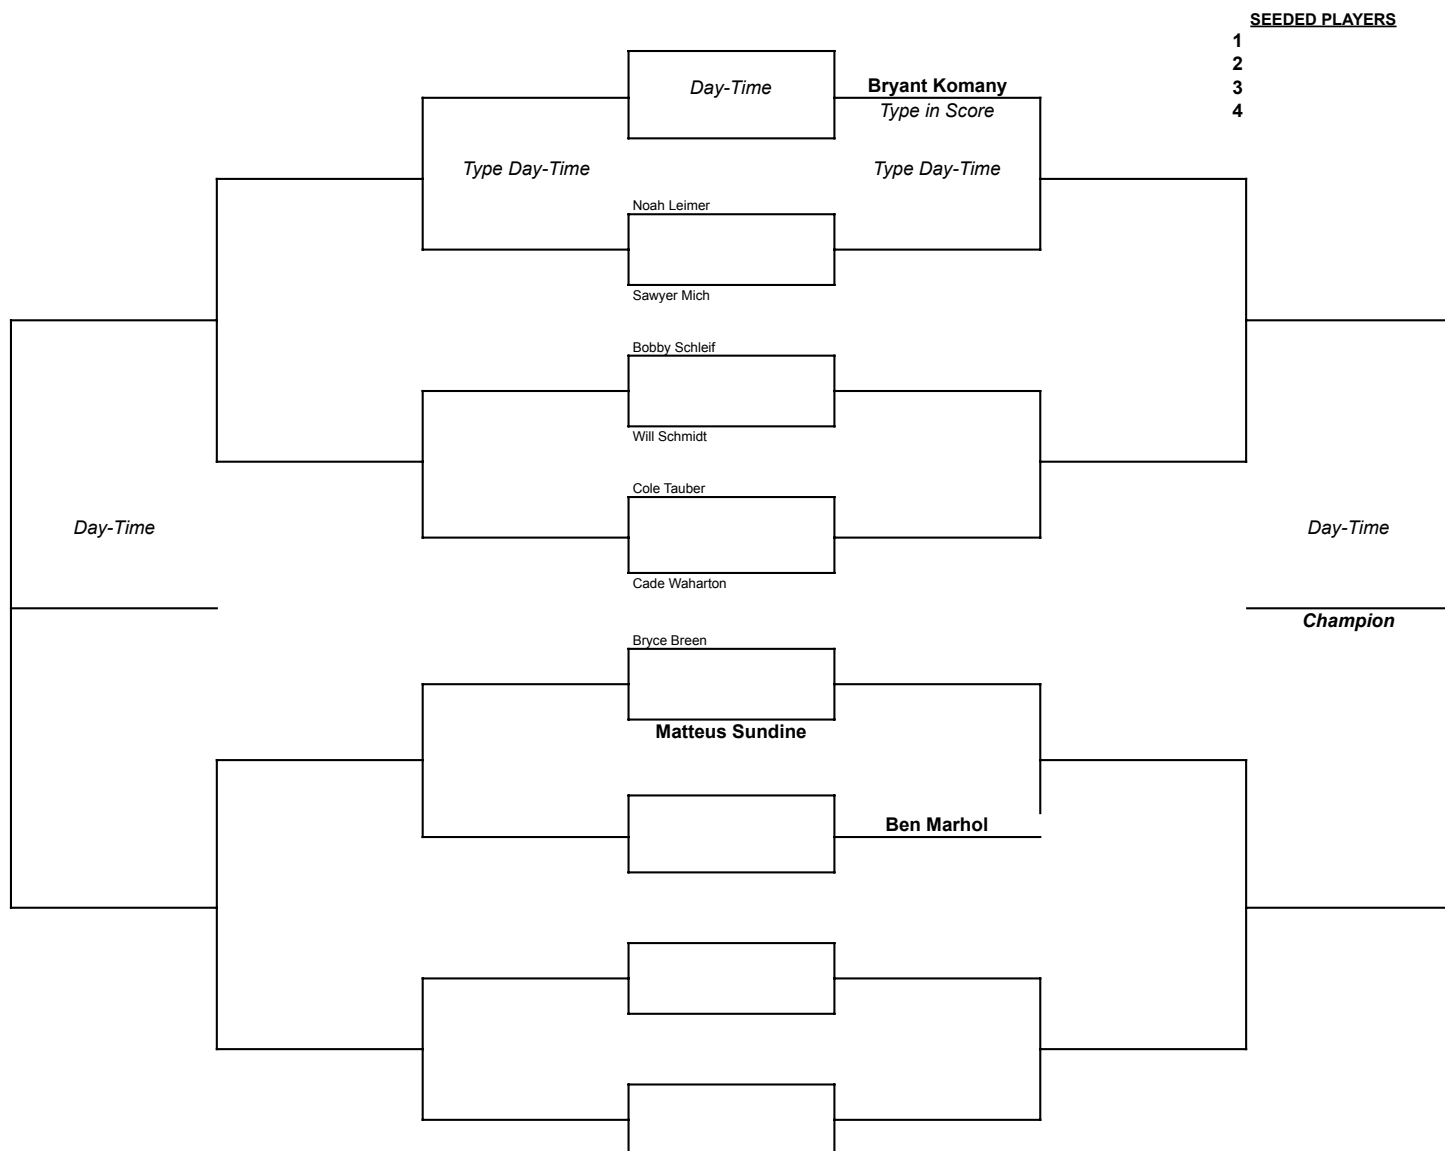 SEEDED PLAYERS
1
2
3
4
Day-Time
Bryant Komany
Type in Score
Type Day-Time
Type Day-Time
Noah Leimer
Sawyer Mich
Bobby Schleif
Will Schmidt
Cole Tauber
Day-Time
Day-Time
Cade Waharton
Champion
Bryce Breen
Matteus Sundine
Ben Marhol